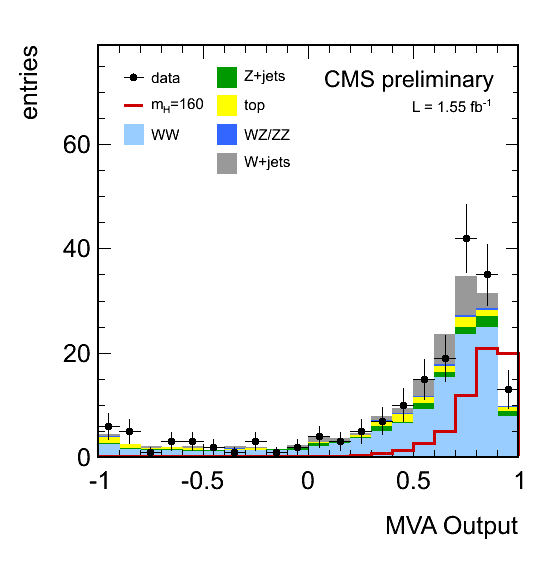 entries
CMS preliminary
L = 1.55 fb-1
data
Z+jets
mH=160
top
WW
WZ/ZZ
W+jets
60
40
20
0
-1
-0.5
0
0.5
1
MVA Output